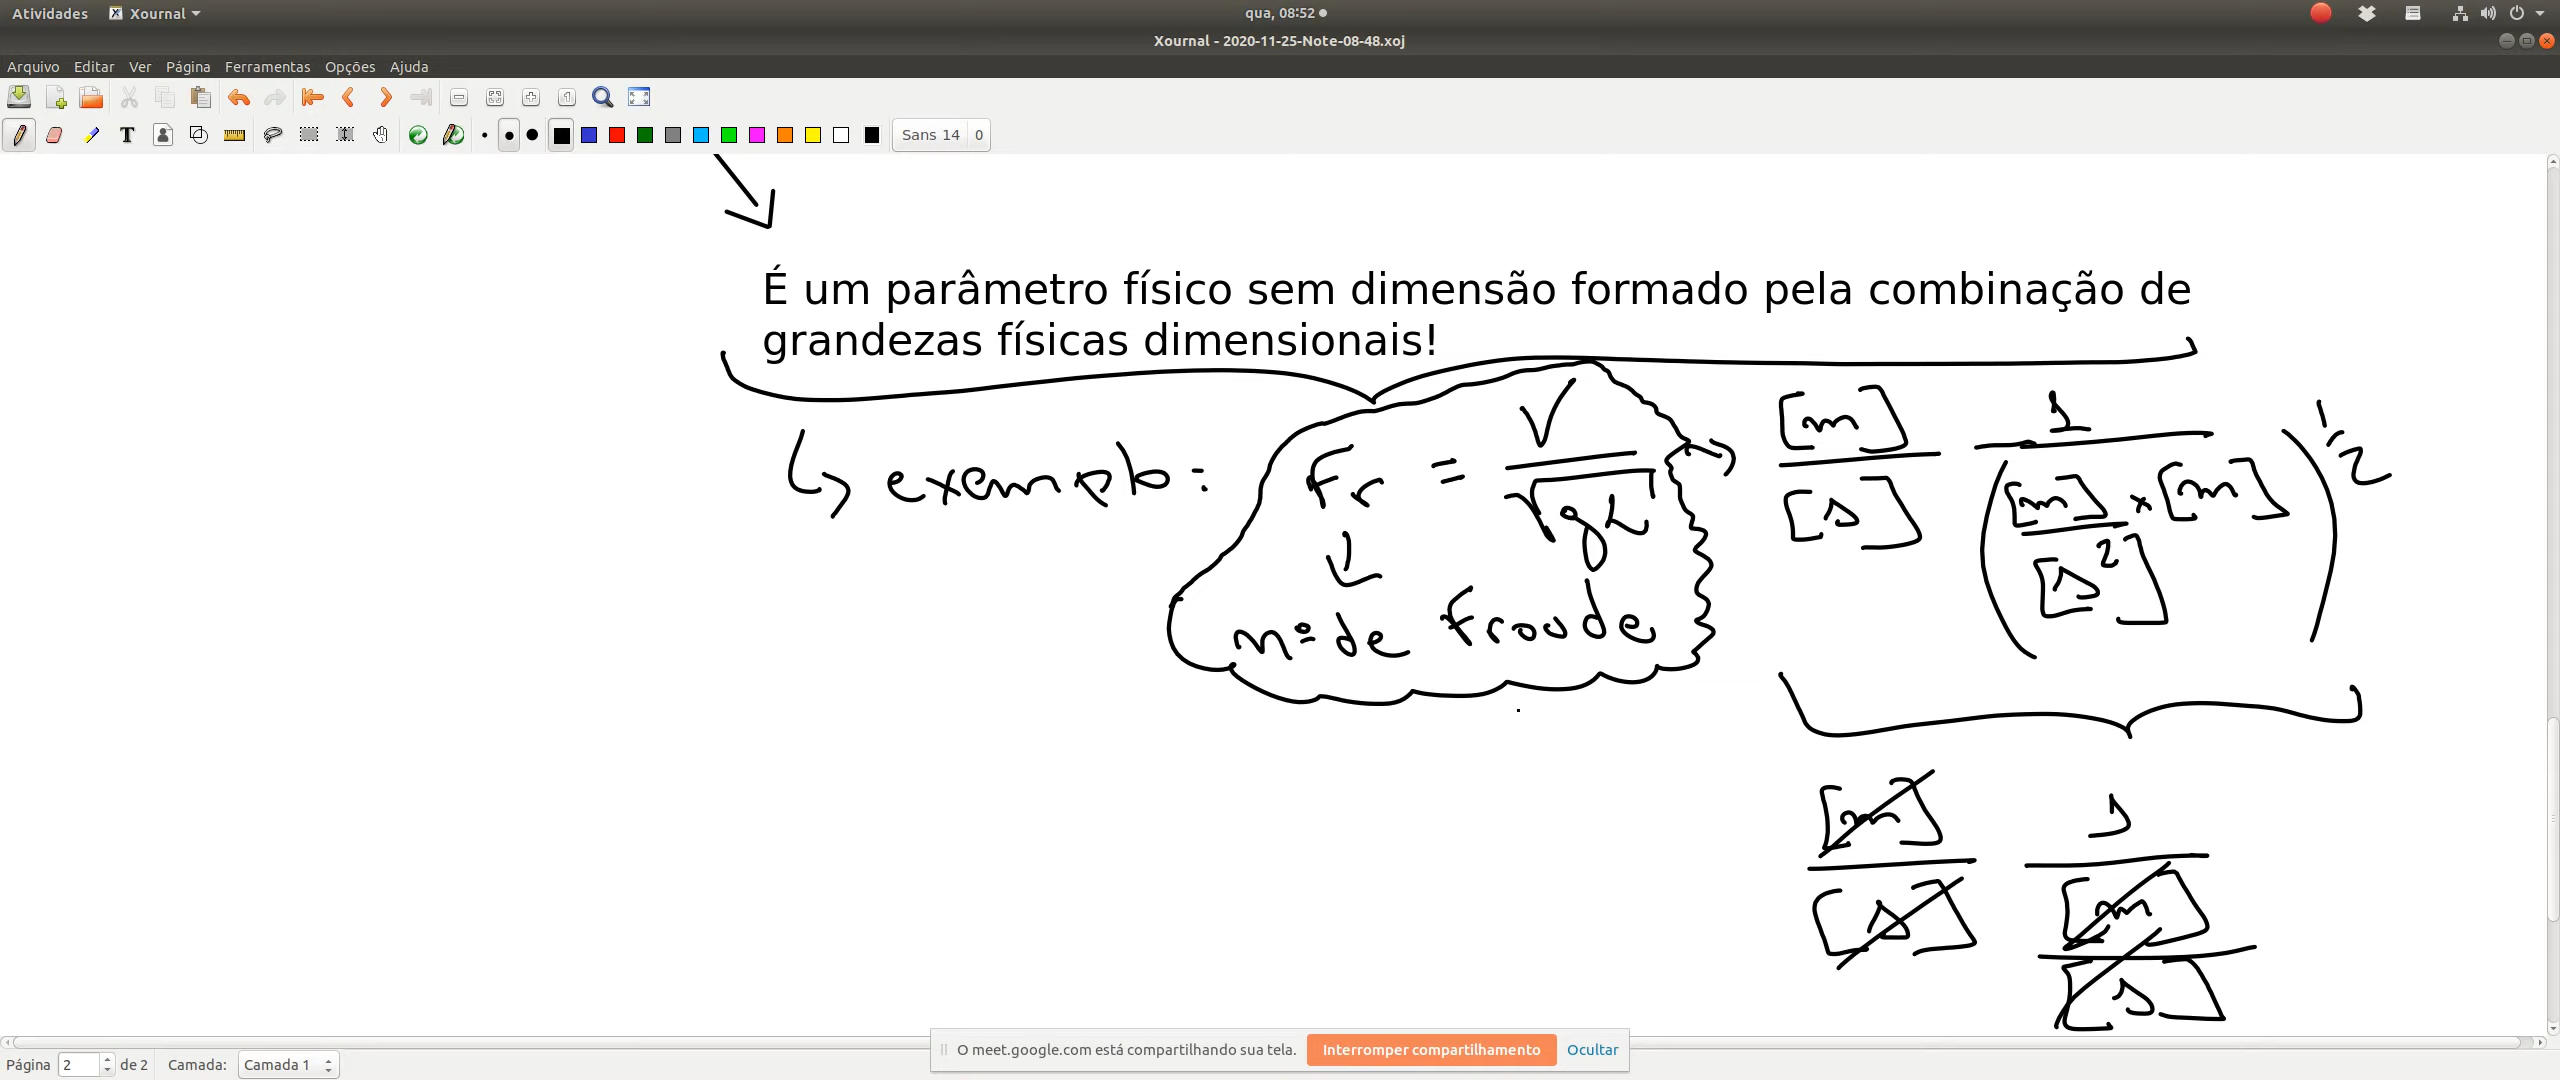 Atividades Xournal qua, 08:52
Xournal - 2020-11-25-Note-08-48.xoj
Arquivo Editar Ver Página Ferramentas Opções Ajuda
Sans 14 0
É um parâmetro físico sem dimensão formado pela combinação de
grandezas físicas dimensionais!
↳ exemplo: Fr = V / √gL → [m]/[s] 1/([m]/[s²] × [m])^1/2
nº de Froude
[m]/[s] 1/([m]/[s])
O meet.google.com está compartilhando sua tela. Interromper compartilhamento Ocultar
Página 2 de 2 Camada: Camada 1